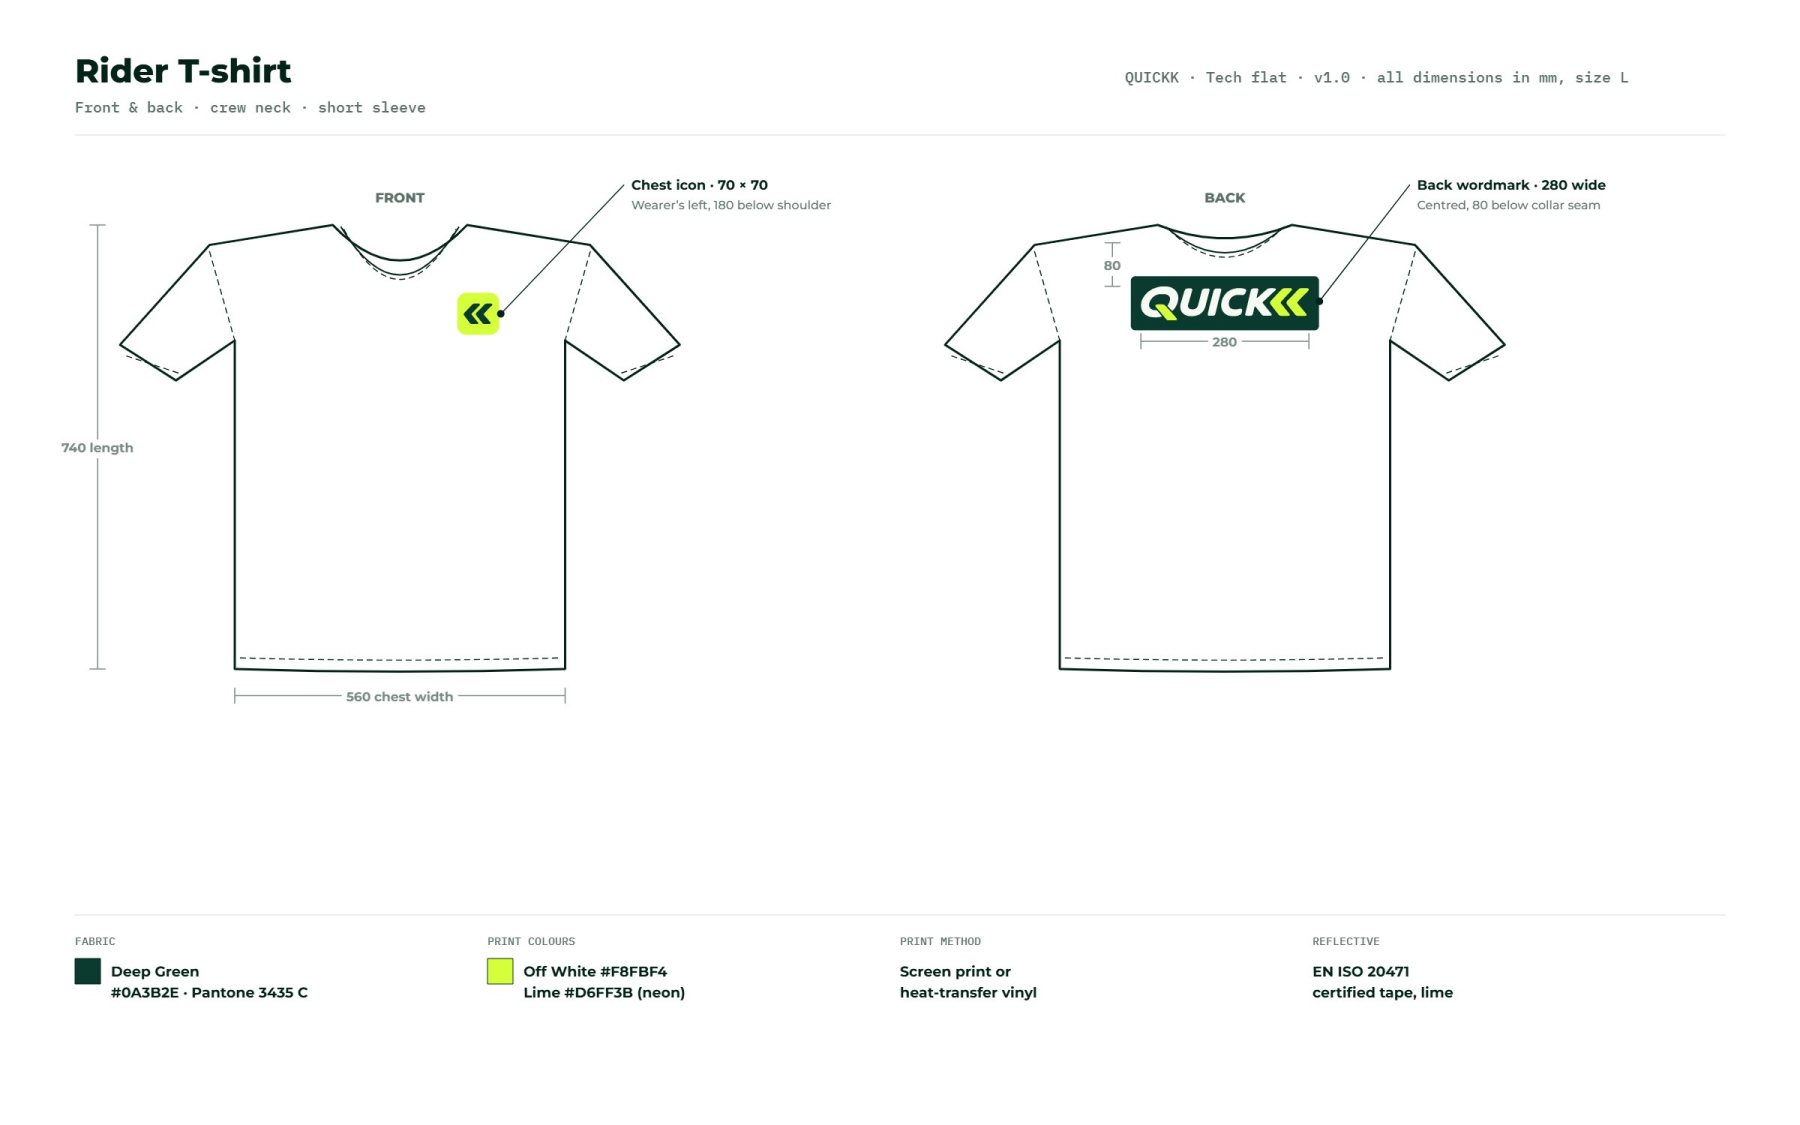 Rider T-shirt
QUICKK · Tech flat · v1.0 · all dimensions in mm, size L
Front & back · crew neck · short sleeve
FRONT
Chest icon · 70 × 70
Wearer's left, 180 below shoulder
BACK
Back wordmark · 280 wide
Centred, 80 below collar seam
80
QUICK
280
740 length
560 chest width
FABRIC
Deep Green
#0A3B2E · Pantone 3435 C
PRINT COLOURS
Off White #F8FBF4
Lime #D6FF3B (neon)
PRINT METHOD
Screen print or
heat-transfer vinyl
REFLECTIVE
EN ISO 20471
certified tape, lime